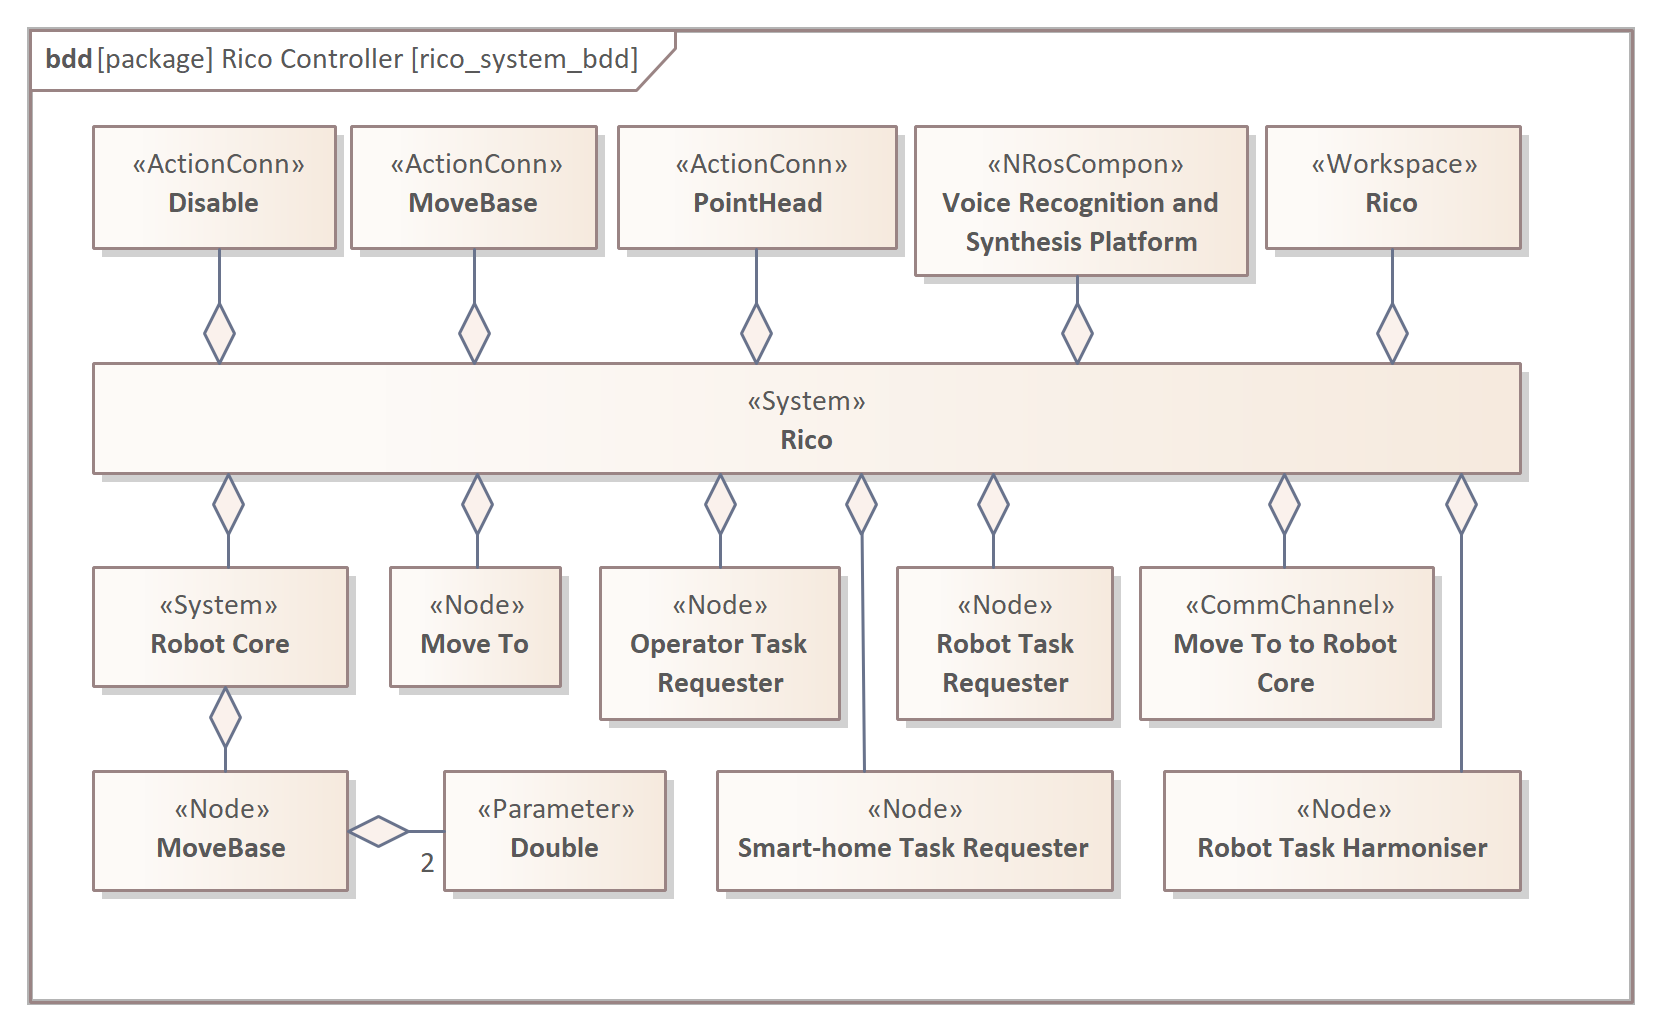 bdd [package] Rico Controller [rico_system_bdd]
«ActionConn»
Disable
«ActionConn»
MoveBase
«ActionConn»
PointHead
«NRosCompon»
Voice Recognition and
Synthesis Platform
«Workspace»
Rico
«System»
Rico
«System»
Robot Core
«Node»
Move To
«Node»
Operator Task
Requester
«Node»
Robot Task
Requester
«CommChannel»
Move To to Robot
Core
«Node»
MoveBase
2
«Parameter»
Double
«Node»
Smart-home Task Requester
«Node»
Robot Task Harmoniser